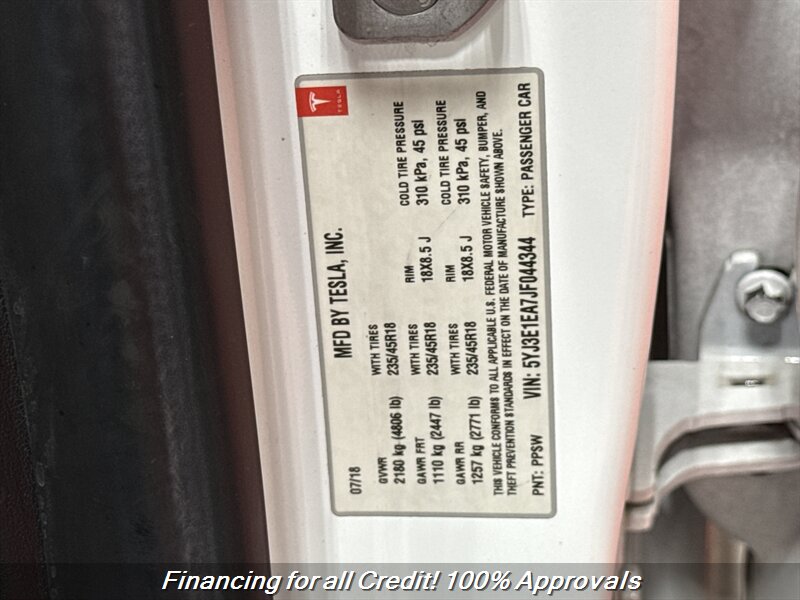 TESLA
MFD BY TESLA, INC.
07/18
GVWR WITH TIRES RIM COLD TIRE PRESSURE
2180 kg (4806 lb) 235/45R18 18X8.5 J 310 kPa, 45 psi
GAWR FRT WITH TIRES RIM COLD TIRE PRESSURE
1110 kg (2447 lb) 235/45R18 18X8.5 J 310 kPa, 45 psi
GAWR RR WITH TIRES
1257 kg (2771 lb) 235/45R18
THIS VEHICLE CONFORMS TO ALL APPLICABLE U.S. FEDERAL MOTOR VEHICLE SAFETY, BUMPER, AND
THEFT PREVENTION STANDARDS IN EFFECT ON THE DATE OF MANUFACTURE SHOWN ABOVE.
PNT: PPSW VIN: 5YJ3E1EA7JF044344 TYPE: PASSENGER CAR
Financing for all Credit! 100% Approvals